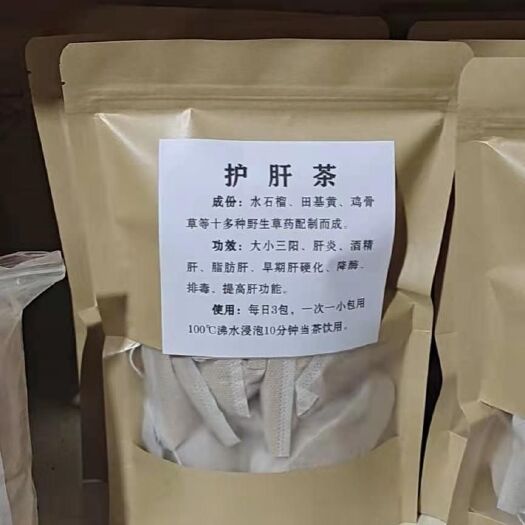 护肝茶
成份：水石榴、田基黄、鸡骨
草等十多种野生草药配制而成。
功效：大小三阳、肝炎、酒精
肝、脂肪肝、早期肝硬化、降酶、
排毒、提高肝功能。
使用：每日3包，一次一小包用
100℃沸水浸泡10分钟当茶饮用。